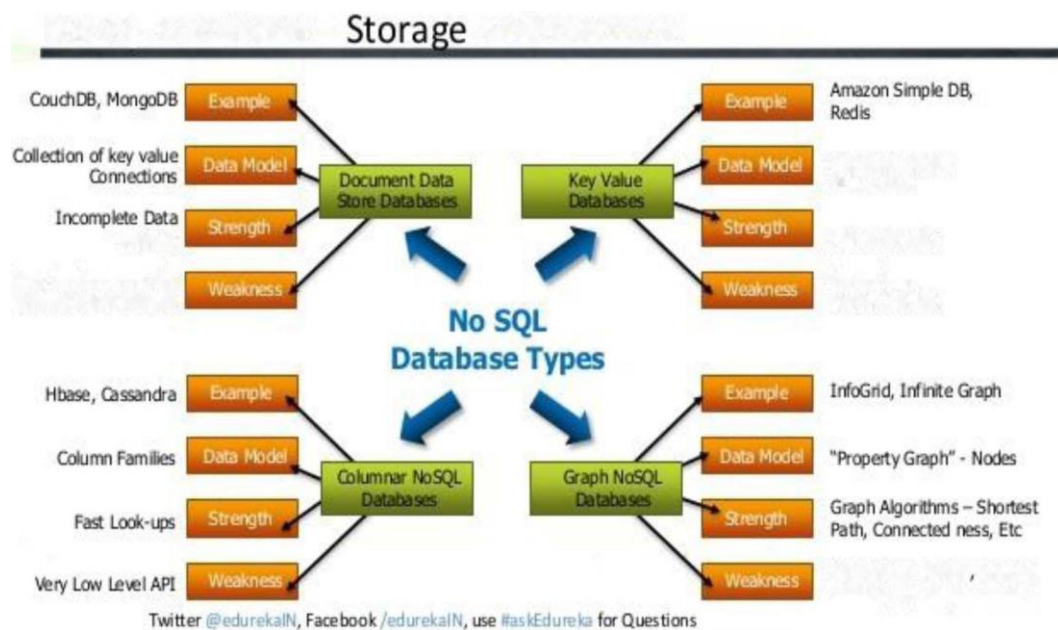 Storage
CouchDB, MongoDB
Example
Collection of key value
Connections
Data Model
Incomplete Data
Strength
Weakness
Document Data
Store Databases
Example
Amazon Simple DB,
Redis
Data Model
Strength
Weakness
Key Value
Databases
No SQL
Database Types
Hbase, Cassandra
Example
Column Families
Data Model
Fast Look-ups
Strength
Very Low Level API
Weakness
Columnar NoSQL
Databases
Example
InfoGrid, Infinite Graph
Data Model
“Property Graph” - Nodes
Strength
Graph Algorithms – Shortest
Path, Connected ness, Etc
Weakness
Graph NoSQL
Databases
Twitter @edurekaIN, Facebook /edurekaIN, use #askEdureka for Questions